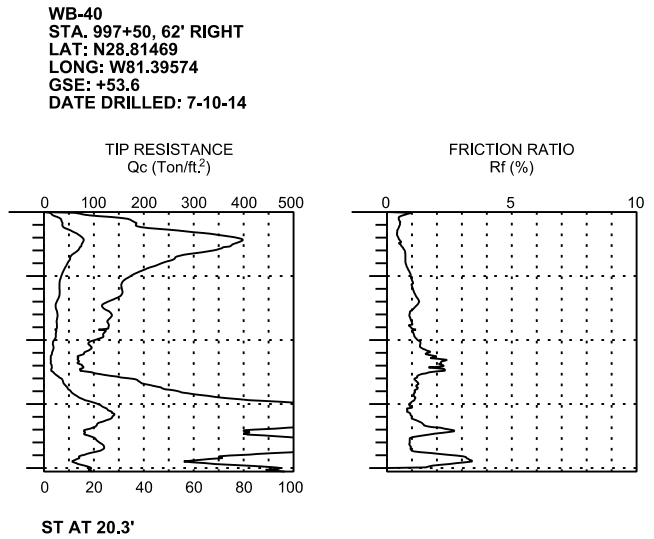 WB-40
STA. 997+50, 62' RIGHT
LAT: N28.81469
LONG: W81.39574
GSE: +53.6
DATE DRILLED: 7-10-14
TIP RESISTANCE
Qc (Ton/ft.²)
0 100 200 300 400 500
0 20 40 60 80 100
FRICTION RATIO
Rf (%)
0 5 10
ST AT 20.3'